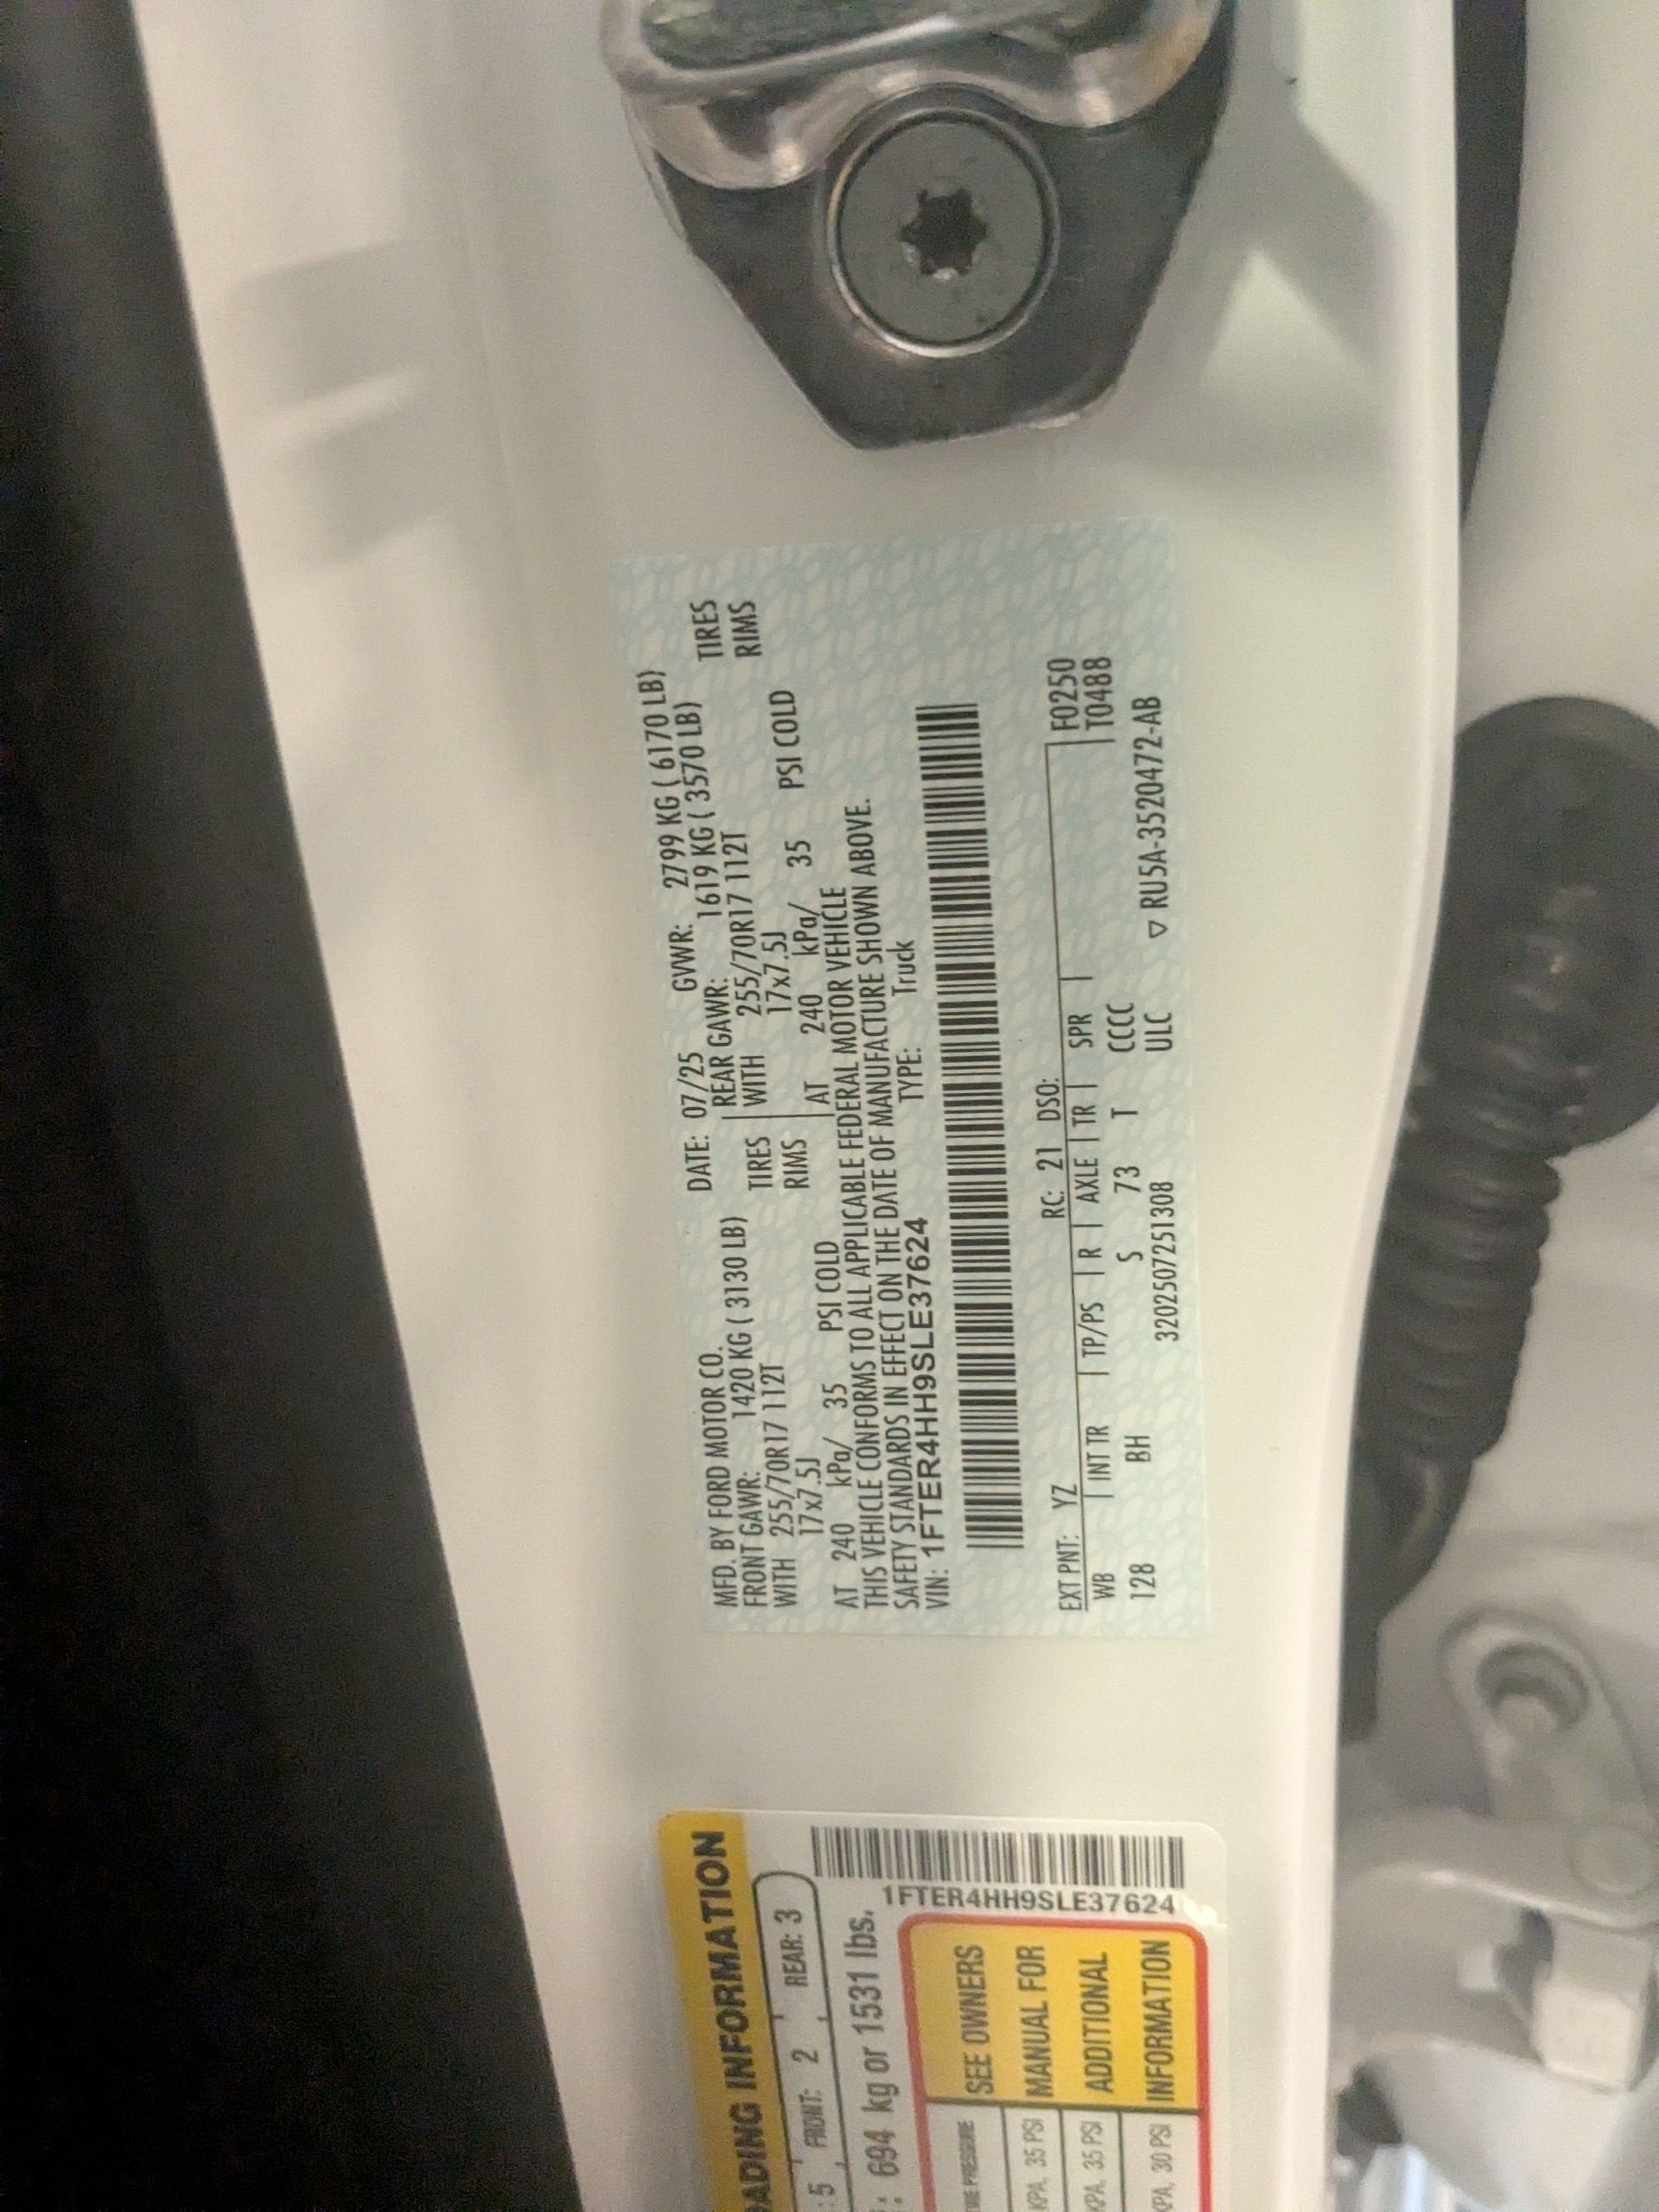 MFD. BY FORD MOTOR CO.
DATE: 07/25 GVWR: 2799 KG ( 6170 LB)
FRONT GAWR: 1420 KG ( 3130 LB) REAR GAWR: 1619 KG ( 3570 LB)
WITH 255/70R17 112T TIRES WITH 255/70R17 112T TIRES
17x7.5J RIMS 17x7.5J RIMS
AT 240 kPa/ 35 PSI COLD AT 240 kPa/ 35 PSI COLD
THIS VEHICLE CONFORMS TO ALL APPLICABLE FEDERAL MOTOR VEHICLE
SAFETY STANDARDS IN EFFECT ON THE DATE OF MANUFACTURE SHOWN ABOVE.
VIN: 1FTER4HH9SLE37624 TYPE: Truck
EXT PNT: YZ RC: 21 DSO: F0250
WB INT TR TP/PS R AXLE TR SPR T0488
128 BH S 73 T CCCC
3202507251308 ULC ▽ RU5A-3520472-AB
ADING INFORMATION
: 5 FRONT: 2 REAR: 3
: 694 kg or 1531 lbs.
1FTER4HH9SLE37624
TIRE PRESSURE
KPA, 35 PSI
KPA, 35 PSI
KPA, 30 PSI
SEE OWNERS
MANUAL FOR
ADDITIONAL
INFORMATION